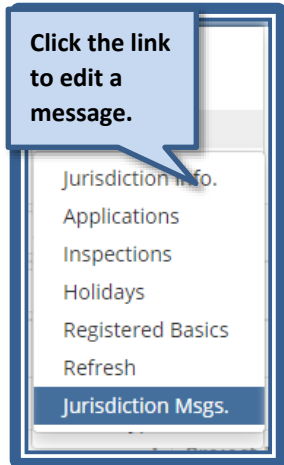 Click the link
to edit a
message.
Jurisdiction Info.
Applications
Inspections
Holidays
Registered Basics
Refresh
Jurisdiction Msgs.